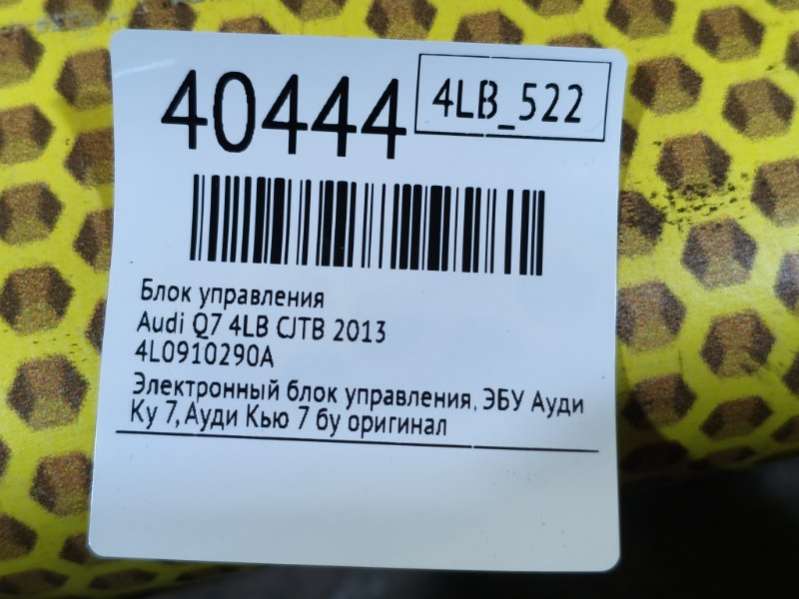 40444
4LB_522
Блок управления
Audi Q7 4LB CJTB 2013
4L0910290A
Электронный блок управления, ЭБУ Ауди
Ку 7, Ауди Кью 7 бу оригинал